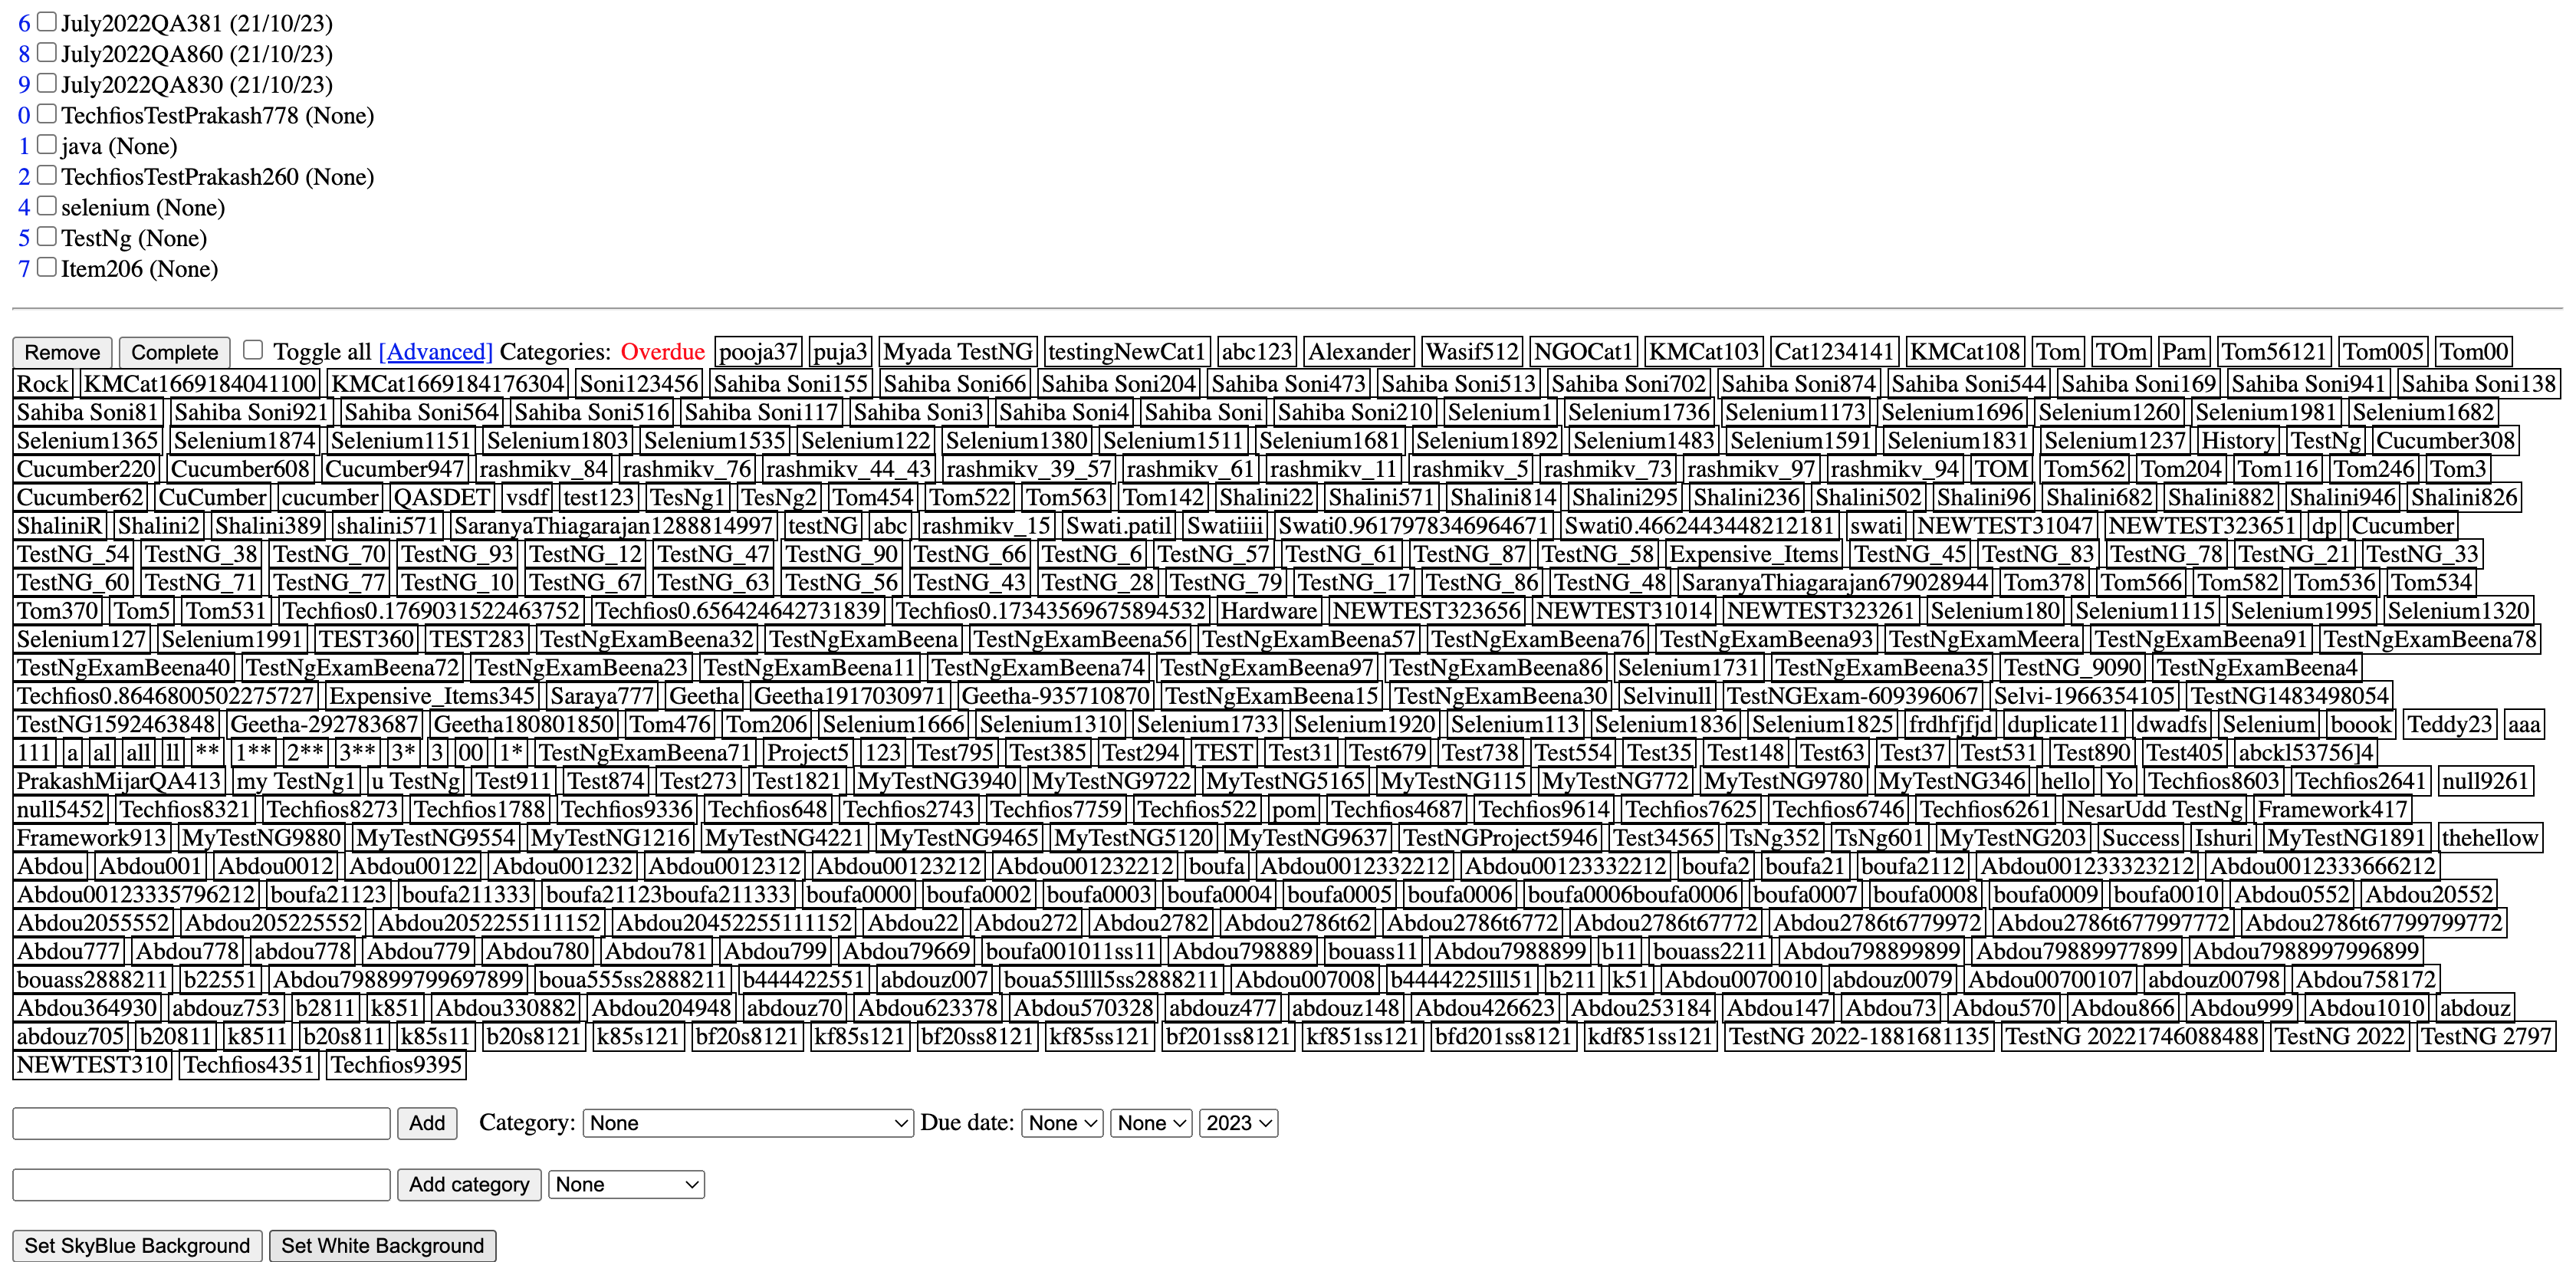 6 July2022QA381 (21/10/23)
8 July2022QA860 (21/10/23)
9 July2022QA830 (21/10/23)
0 TechfiosTestPrakash778 (None)
1 java (None)
2 TechfiosTestPrakash260 (None)
4 selenium (None)
5 TestNg (None)
7 Item206 (None)
Remove Complete Toggle all [Advanced] Categories: Overdue pooja37 puja3 Myada TestNG testingNewCat1 abc123 Alexander Wasif512 NGOCat1 KMCat103 Cat1234141 KMCat108 Tom TOm Pam Tom56121 Tom005 Tom00
Rock KMCat1669184041100 KMCat1669184176304 Soni123456 Sahiba Soni155 Sahiba Soni66 Sahiba Soni204 Sahiba Soni473 Sahiba Soni513 Sahiba Soni702 Sahiba Soni874 Sahiba Soni544 Sahiba Soni169 Sahiba Soni941 Sahiba Soni138
Sahiba Soni81 Sahiba Soni921 Sahiba Soni564 Sahiba Soni516 Sahiba Soni117 Sahiba Soni3 Sahiba Soni4 Sahiba Soni Sahiba Soni210 Selenium1 Selenium1736 Selenium1173 Selenium1696 Selenium1260 Selenium1981 Selenium1682
Selenium1365 Selenium1874 Selenium1151 Selenium1803 Selenium1535 Selenium122 Selenium1380 Selenium1511 Selenium1681 Selenium1892 Selenium1483 Selenium1591 Selenium1831 Selenium1237 History TestNg Cucumber308
Cucumber220 Cucumber608 Cucumber947 rashmikv_84 rashmikv_76 rashmikv_44_43 rashmikv_39_57 rashmikv_61 rashmikv_11 rashmikv_5 rashmikv_73 rashmikv_97 rashmikv_94 TOM Tom562 Tom204 Tom116 Tom246 Tom3
Cucumber62 CuCumber cucumber QASDET vsdf test123 TesNg1 TesNg2 Tom454 Tom522 Tom563 Tom142 Shalini22 Shalini571 Shalini814 Shalini295 Shalini236 Shalini502 Shalini96 Shalini682 Shalini882 Shalini946 Shalini826
ShaliniR Shalini2 Shalini389 shalini571 SaranyaThiagarajan1288814997 testNG abc rashmikv_15 Swati.patil Swatiiii Swati0.9617978346964671 Swati0.4662443448212181 swati NEWTEST31047 NEWTEST323651 dp Cucumber
TestNG_54 TestNG_38 TestNG_70 TestNG_93 TestNG_12 TestNG_47 TestNG_90 TestNG_66 TestNG_6 TestNG_57 TestNG_61 TestNG_87 TestNG_58 Expensive_Items TestNG_45 TestNG_83 TestNG_78 TestNG_21 TestNG_33
TestNG_60 TestNG_71 TestNG_77 TestNG_10 TestNG_67 TestNG_63 TestNG_56 TestNG_43 TestNG_28 TestNG_79 TestNG_17 TestNG_86 TestNG_48 SaranyaThiagarajan679028944 Tom378 Tom566 Tom582 Tom536 Tom534
Tom370 Tom5 Tom531 Techfios0.1769031522463752 Techfios0.656424642731839 Techfios0.17343569675894532 Hardware NEWTEST323656 NEWTEST31014 NEWTEST323261 Selenium180 Selenium1115 Selenium1995 Selenium1320
Selenium127 Selenium1991 TEST360 TEST283 TestNgExamBeena32 TestNgExamBeena TestNgExamBeena56 TestNgExamBeena57 TestNgExamBeena76 TestNgExamBeena93 TestNgExamMeera TestNgExamBeena91 TestNgExamBeena78
TestNgExamBeena40 TestNgExamBeena72 TestNgExamBeena23 TestNgExamBeena11 TestNgExamBeena74 TestNgExamBeena97 TestNgExamBeena86 Selenium1731 TestNgExamBeena35 TestNG_9090 TestNgExamBeena4
Techfios0.8646800502275727 Expensive_Items345 Saraya777 Geetha Geetha1917030971 Geetha-935710870 TestNgExamBeena15 TestNgExamBeena30 Selvinull TestNGExam-609396067 Selvi-1966354105 TestNG1483498054
TestNG1592463848 Geetha-292783687 Geetha180801850 Tom476 Tom206 Selenium1666 Selenium1310 Selenium1733 Selenium1920 Selenium113 Selenium1836 Selenium1825 frdhfjfjd duplicate11 dwadfs Selenium boook Teddy23 aaa
111 a al all ll ** 1** 2** 3** 3* 3 00 1* TestNgExamBeena71 Project5 123 Test795 Test385 Test294 TEST Test31 Test679 Test738 Test554 Test35 Test148 Test63 Test37 Test531 Test890 Test405 abckl53756]4
PrakashMijarQA413 my TestNg1 u TestNg Test911 Test874 Test273 Test1821 MyTestNG3940 MyTestNG9722 MyTestNG5165 MyTestNG115 MyTestNG772 MyTestNG9780 MyTestNG346 hello Yo Techfios8603 Techfios2641 null9261
null5452 Techfios8321 Techfios8273 Techfios1788 Techfios9336 Techfios648 Techfios2743 Techfios7759 Techfios522 pom Techfios4687 Techfios9614 Techfios7625 Techfios6746 Techfios6261 NesarUdd TestNg Framework417
Framework913 MyTestNG9880 MyTestNG9554 MyTestNG1216 MyTestNG4221 MyTestNG9465 MyTestNG5120 MyTestNG9637 TestNGProject5946 Test34565 TsNg352 TsNg601 MyTestNG203 Success Ishuri MyTestNG1891 thehellow
Abdou Abdou001 Abdou0012 Abdou00122 Abdou001232 Abdou0012312 Abdou00123212 Abdou001232212 boufa Abdou0012332212 Abdou00123332212 boufa2 boufa21 boufa2112 Abdou001233323212 Abdou0012333666212
Abdou00123335796212 boufa21123 boufa211333 boufa21123boufa211333 boufa0000 boufa0002 boufa0003 boufa0004 boufa0005 boufa0006 boufa0006boufa0006 boufa0007 boufa0008 boufa0009 boufa0010 Abdou0552 Abdou20552
Abdou2055552 Abdou205225552 Abdou2052255111152 Abdou20452255111152 Abdou22 Abdou272 Abdou2782 Abdou2786t62 Abdou2786t6772 Abdou2786t67772 Abdou2786t6779972 Abdou2786t677997772 Abdou2786t67799799772
Abdou777 Abdou778 abdou778 Abdou779 Abdou780 Abdou781 Abdou799 Abdou79669 boufa001011ss11 Abdou798889 bouass11 Abdou7988899 b11 bouass2211 Abdou798899899 Abdou79889977899 Abdou7988997996899
bouass2888211 b22551 Abdou798899799697899 boua555ss2888211 b444422551 abdouz007 boua55llll5ss2888211 Abdou007008 b4444225lll51 b211 k51 Abdou0070010 abdouz0079 Abdou00700107 abdouz00798 Abdou758172
Abdou364930 abdouz753 b2811 k851 Abdou330882 Abdou204948 abdouz70 Abdou623378 Abdou570328 abdouz477 abdouz148 Abdou426623 Abdou253184 Abdou147 Abdou73 Abdou570 Abdou866 Abdou999 Abdou1010 abdouz
abdouz705 b20811 k8511 b20s811 k85s11 b20s8121 k85s121 bf20s8121 kf85s121 bf20ss8121 kf85ss121 bf201ss8121 kf851ss121 bfd201ss8121 kdf851ss121 TestNG 2022-1881681135 TestNG 20221746088488 TestNG 2022 TestNG 2797
NEWTEST310 Techfios4351 Techfios9395
Add Category: None Due date: None None 2023
Add category None
Set SkyBlue Background Set White Background